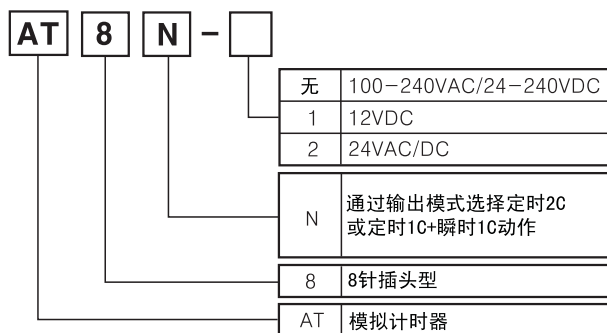 AT 8 N -
无 100-240VAC/24-240VDC
1 12VDC
2 24VAC/DC
N 通过输出模式选择定时2C
或定时1C+瞬时1C动作
8 8针插头型
AT 模拟计时器